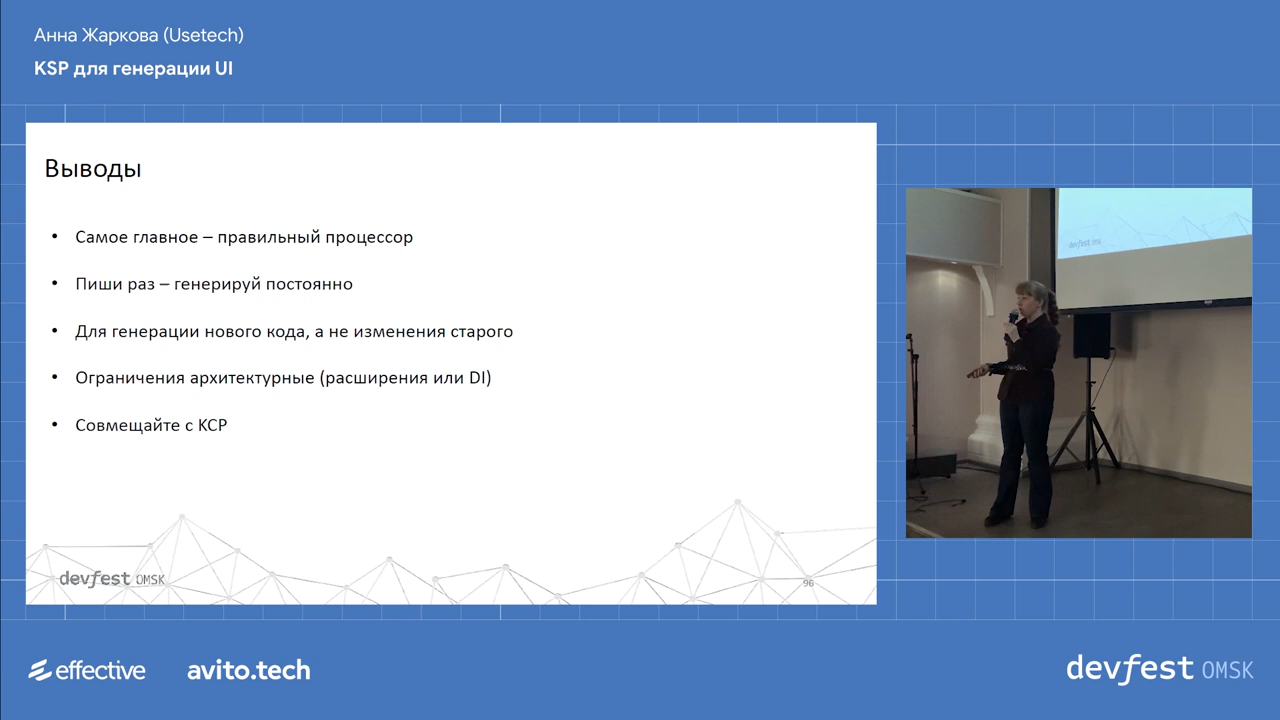 Анна Жаркова (Usetech)
KSP для генерации UI
Выводы
• Самое главное – правильный процессор
• Пиши раз – генерируй постоянно
• Для генерации нового кода, а не изменения старого
• Ограничения архитектурные (расширения или DI)
• Совмещайте с KCP
devfest OMSK
96
effective
avito.tech
devfest OMSK